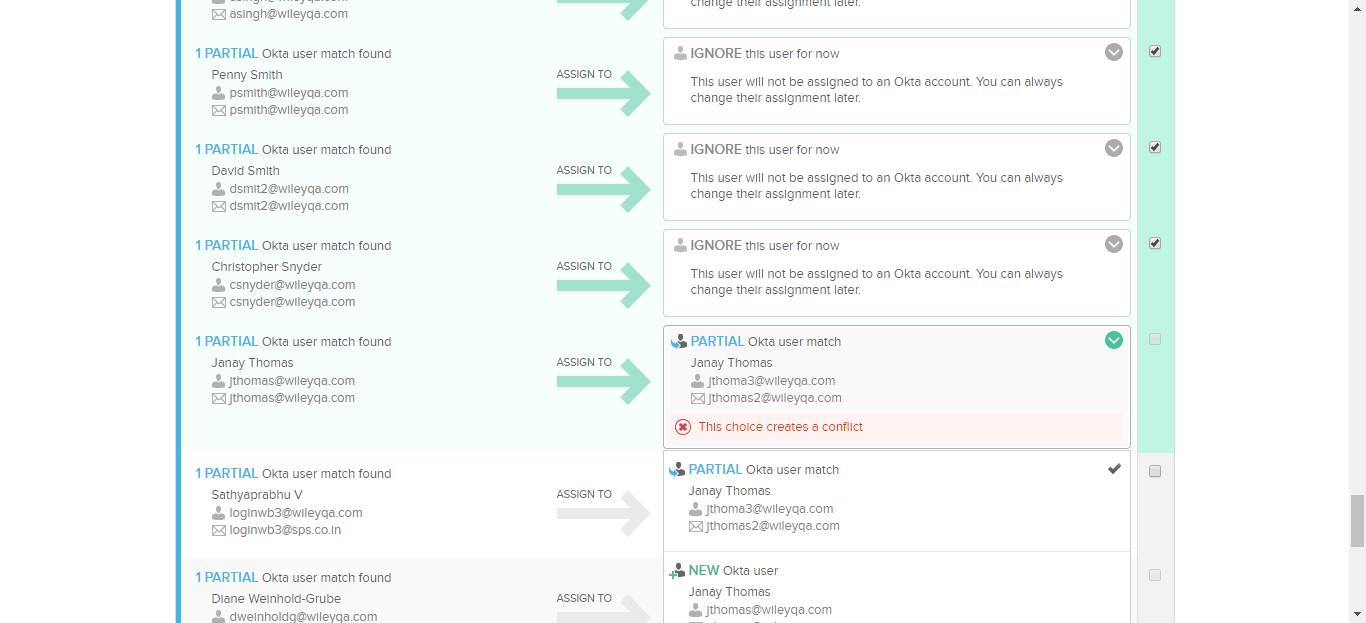 asingh@wileyqa.com
change their assignment later.
1 PARTIAL Okta user match found
Penny Smith
psmith@wileyqa.com
psmith@wileyqa.com
ASSIGN TO
IGNORE this user for now
This user will not be assigned to an Okta account. You can always
change their assignment later.
1 PARTIAL Okta user match found
David Smith
dsmit2@wileyqa.com
dsmit2@wileyqa.com
ASSIGN TO
IGNORE this user for now
This user will not be assigned to an Okta account. You can always
change their assignment later.
1 PARTIAL Okta user match found
Christopher Snyder
csnyder@wileyqa.com
csnyder@wileyqa.com
ASSIGN TO
IGNORE this user for now
This user will not be assigned to an Okta account. You can always
change their assignment later.
1 PARTIAL Okta user match found
Janay Thomas
jthomas@wileyqa.com
jthomas@wileyqa.com
ASSIGN TO
PARTIAL Okta user match
Janay Thomas
jthoma3@wileyqa.com
jthomas2@wileyqa.com
This choice creates a conflict
1 PARTIAL Okta user match found
Sathyaprabhu V
loginwb3@wileyqa.com
loginwb3@sps.co.in
ASSIGN TO
PARTIAL Okta user match
Janay Thomas
jthoma3@wileyqa.com
jthomas2@wileyqa.com
1 PARTIAL Okta user match found
Diane Weinhold-Grube
dweinholdg@wileyqa.com
ASSIGN TO
NEW Okta user
Janay Thomas
jthomas@wileyqa.com